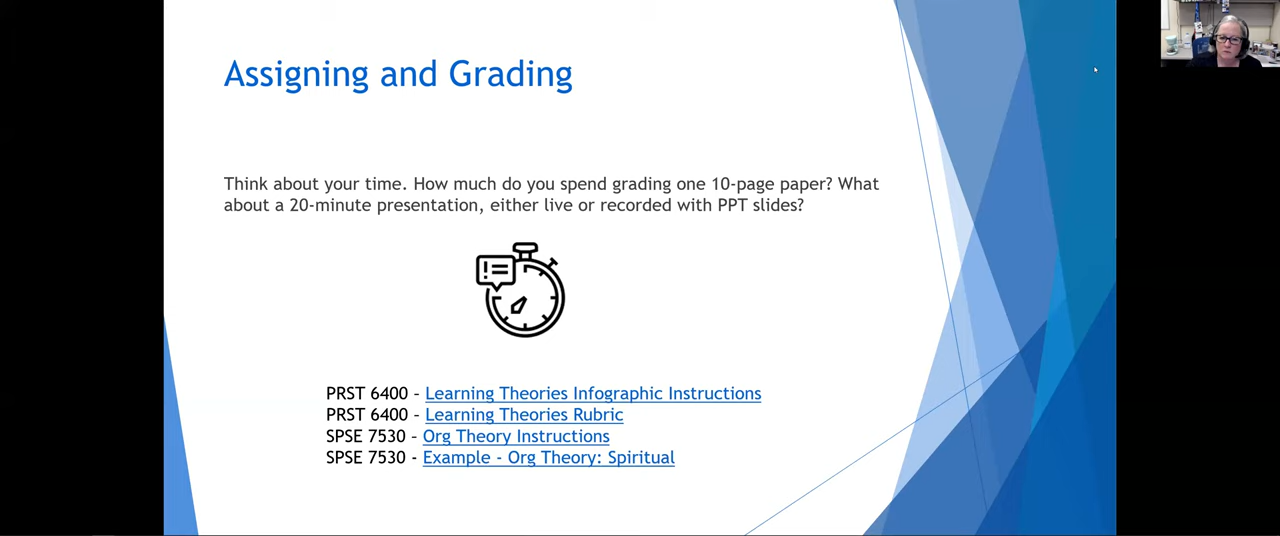 Assigning and Grading
Think about your time. How much do you spend grading one 10-page paper? What
about a 20-minute presentation, either live or recorded with PPT slides?
PRST 6400 - Learning Theories Infographic Instructions
PRST 6400 - Learning Theories Rubric
SPSE 7530 - Org Theory Instructions
SPSE 7530 - Example - Org Theory: Spiritual